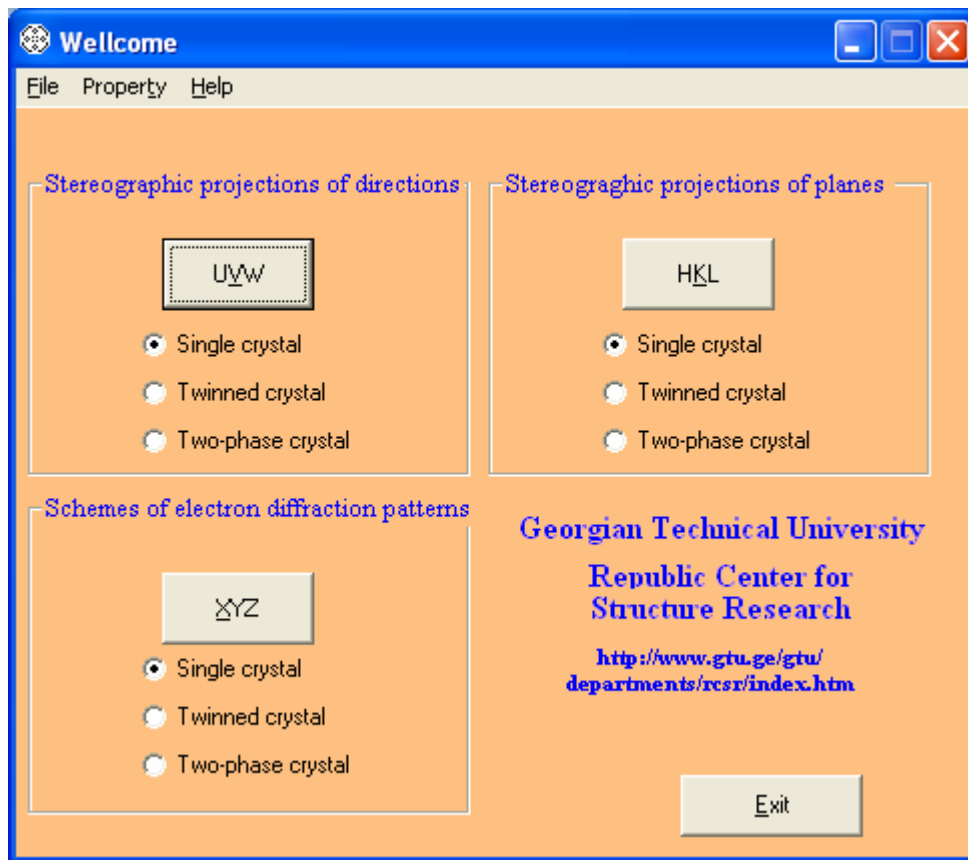 Wellcome
File Property Help
Stereographic projections of directions
UVW
Single crystal
Twinned crystal
Two-phase crystal
Stereograghic projections of planes
HKL
Single crystal
Twinned crystal
Two-phase crystal
Schemes of electron diffraction patterns
XYZ
Single crystal
Twinned crystal
Two-phase crystal
Georgian Technical University
Republic Center for
Structure Research
http://www.gtu.ge/gtu/
departments/rcsr/index.htm
Exit